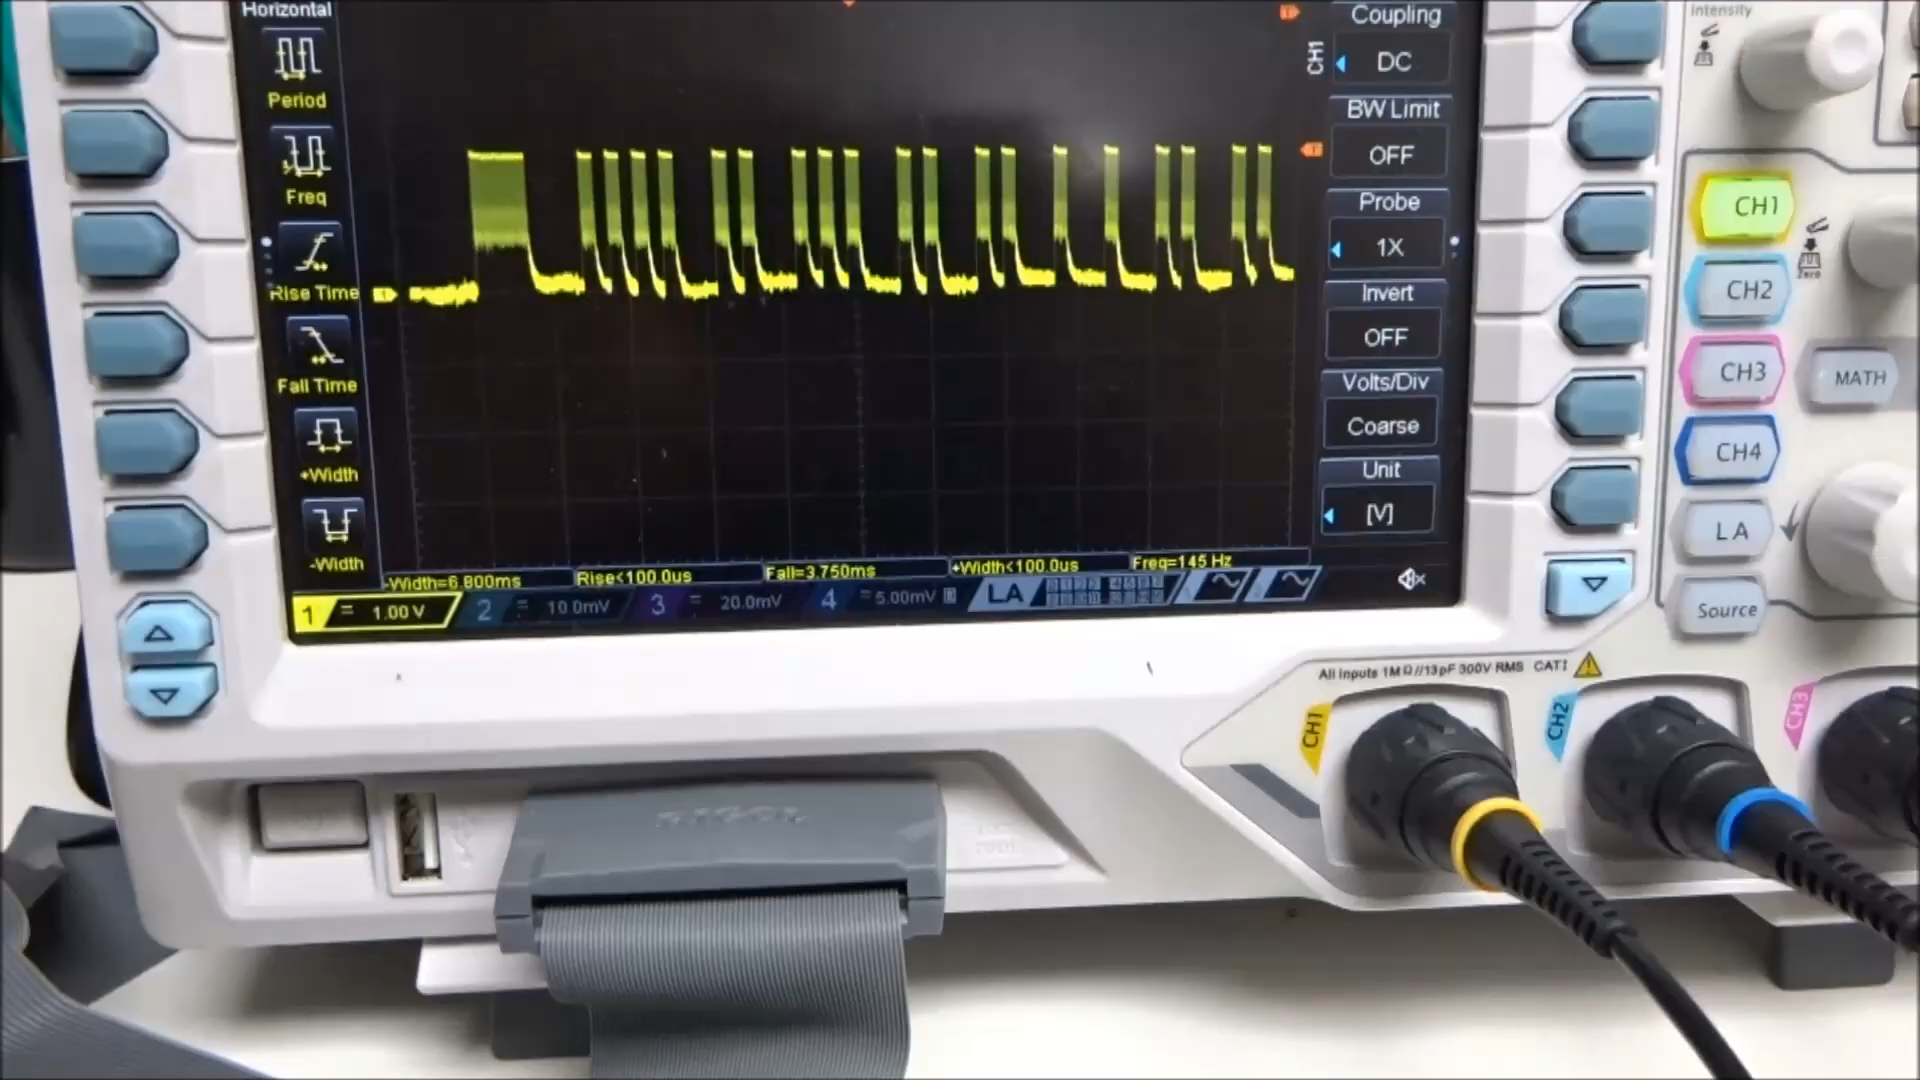 Horizontal
Period
Freq
Rise Time
Fall Time
+Width
-Width
CH1
Coupling
DC
BW Limit
OFF
Probe
1X
Invert
OFF
Volts/Div
Coarse
Unit
[V]
-Width=6.800ms
Rise<100.0us
Fall=3.750ms
+Width<100.0us
Freq=145 Hz
1 = 1.00 V
2 = 10.0mV
3 = 20.0mV
4 = 5.00mV
LA
Intensity
CH1
CH2
CH3
CH4
MATH
LA
Source
Zero
All Inputs 1MΩ//13pF 300V RMS CAT I
CH1
CH2
CH3
RIGOL